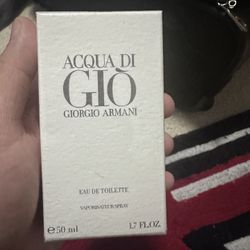 ACQUA DI
GIÒ
GIORGIO ARMANI
EAU DE TOILETTE
VAPORISATEUR/SPRAY
℮ 50 ml 1.7 FL.OZ.